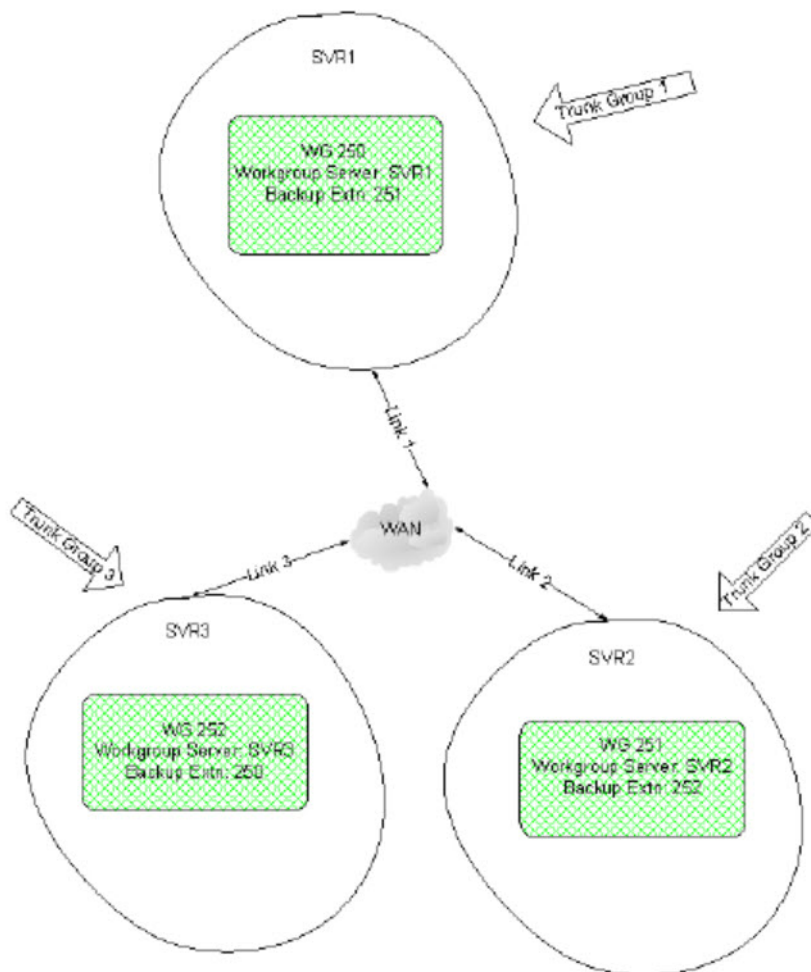 SVR1
Trunk Group 1
WG 250
Workgroup Server: SVR1
Backup Extn: 251
Link 1
WAN
Trunk Group 3
Link 3
Link 2
Trunk Group 2
SVR3
SVR2
WG 252
Workgroup Server: SVR3
Backup Extn: 250
WG 251
Workgroup Server: SVR2
Backup Extn: 252